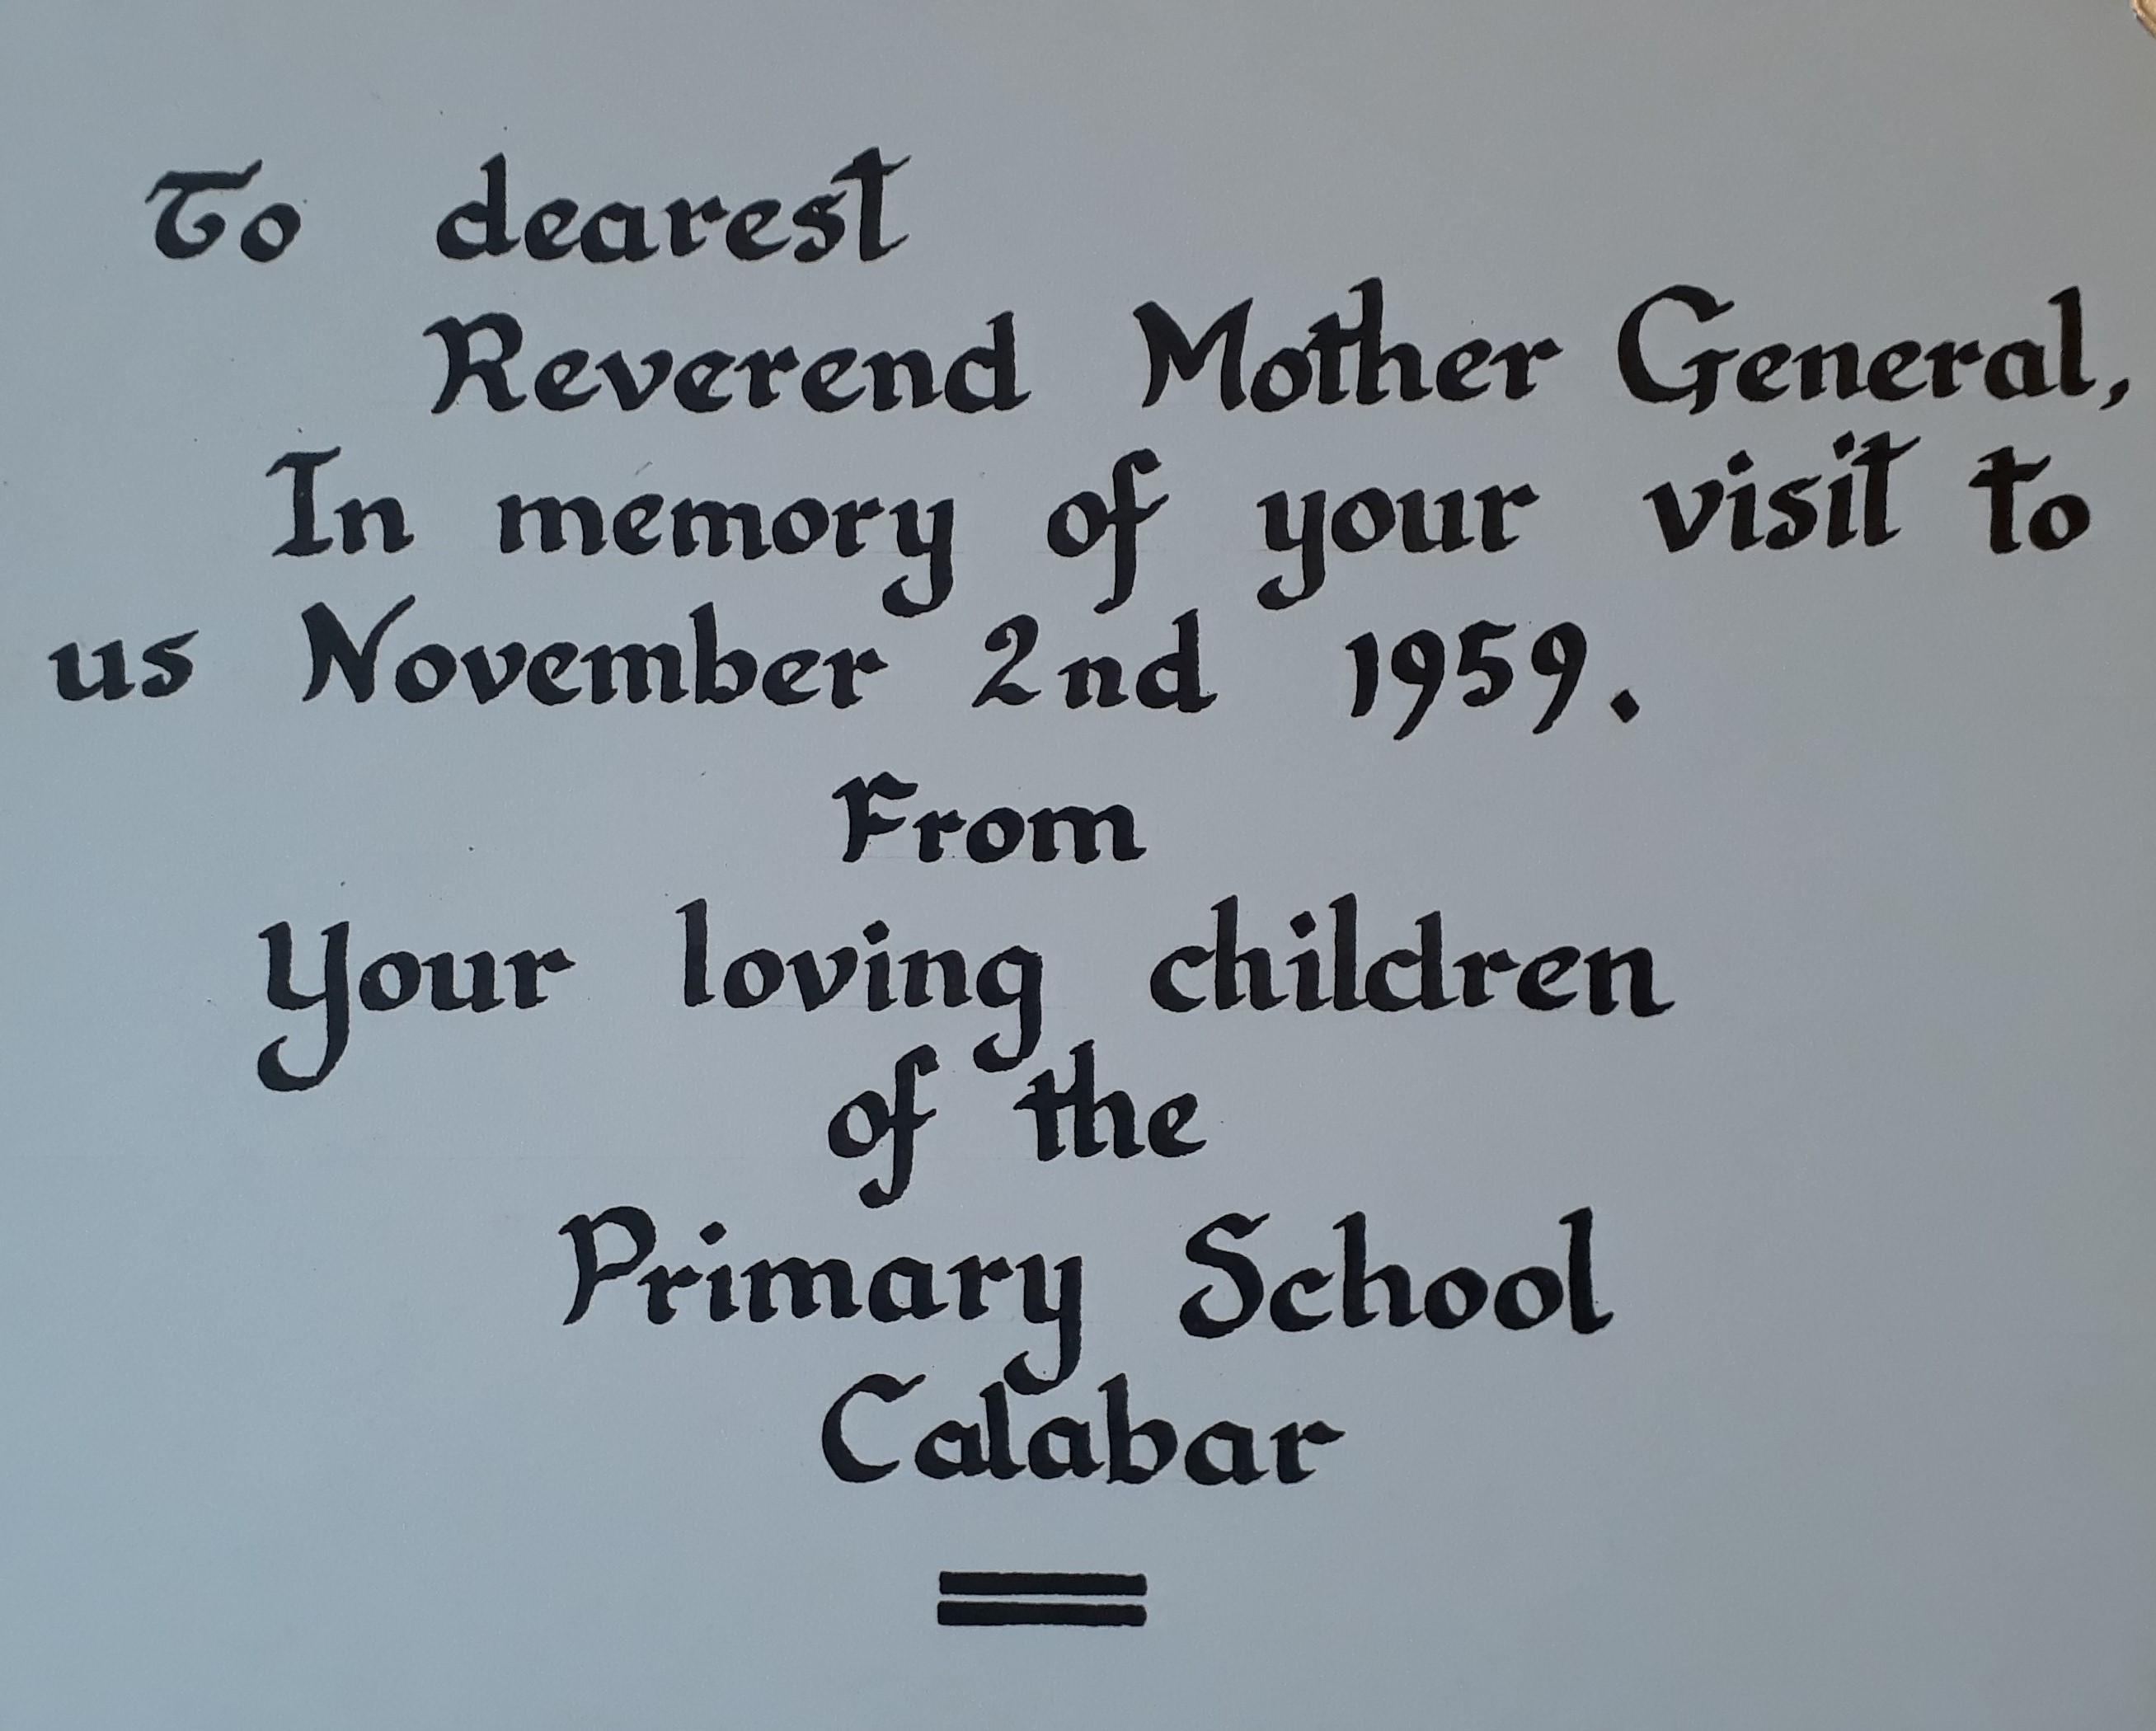 To dearest
Reverend Mother General,
In memory of your visit to
us November 2nd 1959.
From
Your loving children
of the
Primary School
Calabar